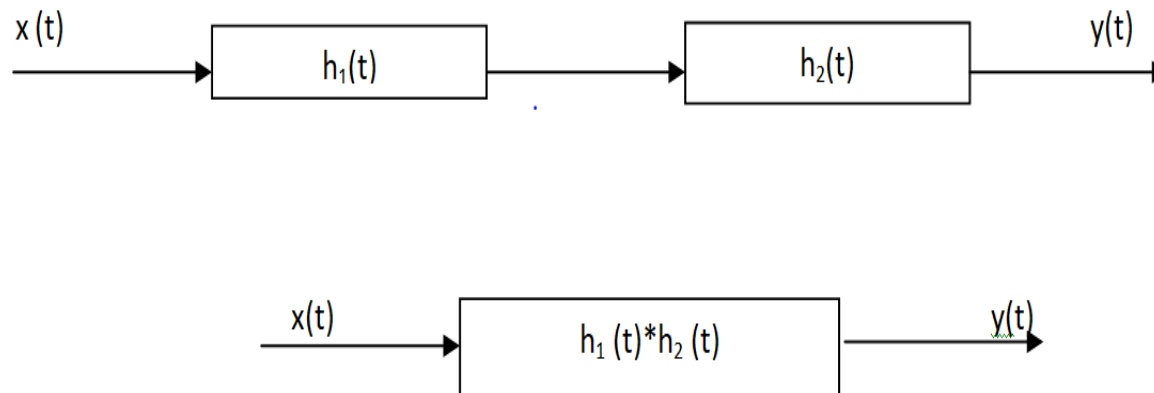 x (t)
h₁(t)
h₂(t)
y(t)
x(t)
h₁ (t)*h₂ (t)
y(t)